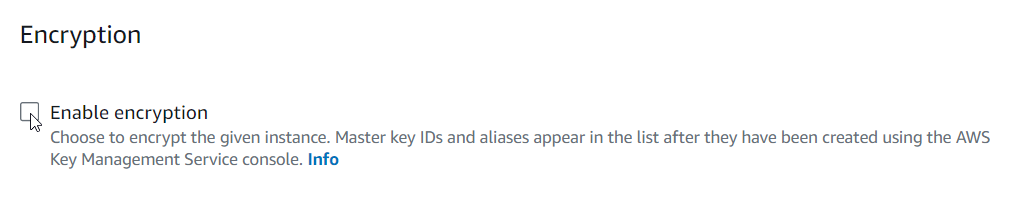 Encryption
Enable encryption
Choose to encrypt the given instance. Master key IDs and aliases appear in the list after they have been created using the AWS
Key Management Service console. Info